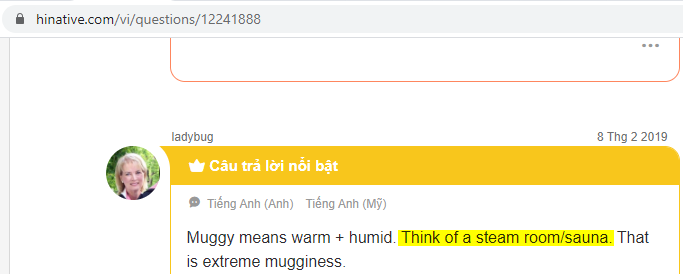 hinative.com/vi/questions/12241888
ladybug
8 Thg 2 2019
Câu trả lời nổi bật
Tiếng Anh (Anh) Tiếng Anh (Mỹ)
Muggy means warm + humid. Think of a steam room/sauna. That
is extreme mugginess.